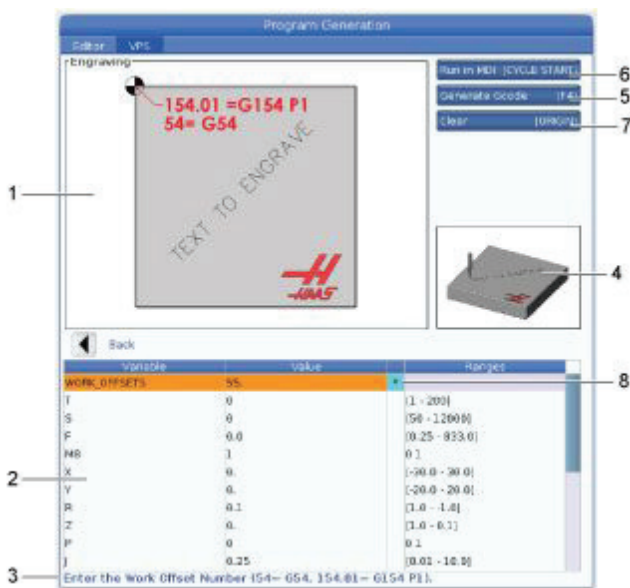 Program Generation
Editor VPS
Engraving
Run in MDI [CYCLE START] 6
Generate Gcode [F4] 5
Clear [ORIGIN] 7
154.01 =G154 P1
54= G54
TEXT TO ENGRAVE
1
HAAS
4
Back
Variable Value Ranges
WORK_OFFSETS 55. * 8
T 0 [1 - 200]
S 0 [50 - 12000]
F 0.0 [0.25 - 833.0]
M8 1 0 1
X 0. [-30.0 - 30.0]
2
Y 0. [-20.0 - 20.0]
R 0.1 [1.0 - -1.0]
Z 0. [1.0 - 0.1]
P 0 0 1
J 0.25 [0.01 - 10.0]
3
Enter the Work Offset Number (54= G54, 154.01= G154 P1).